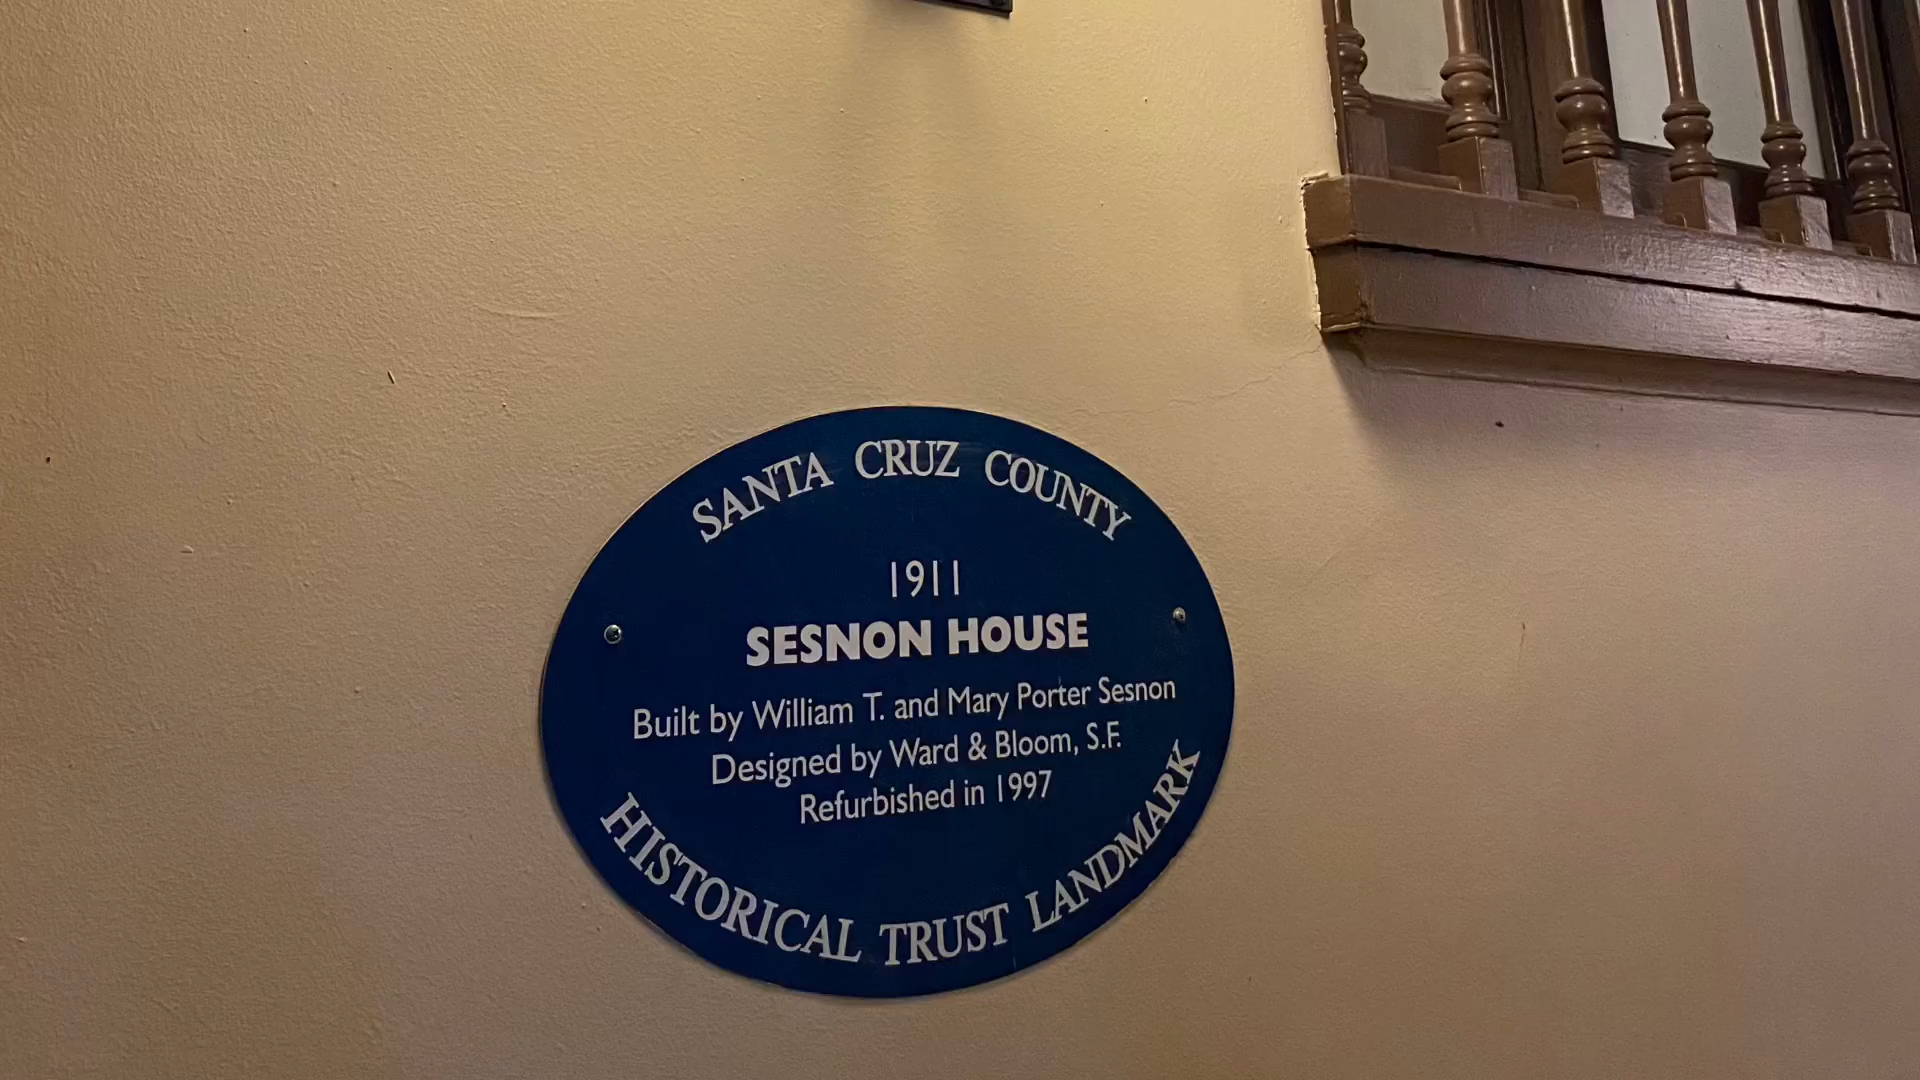 SANTA CRUZ COUNTY
1911
SESNON HOUSE
Built by William T. and Mary Porter Sesnon
Designed by Ward & Bloom, S.F.
Refurbished in 1997
HISTORICAL TRUST LANDMARK